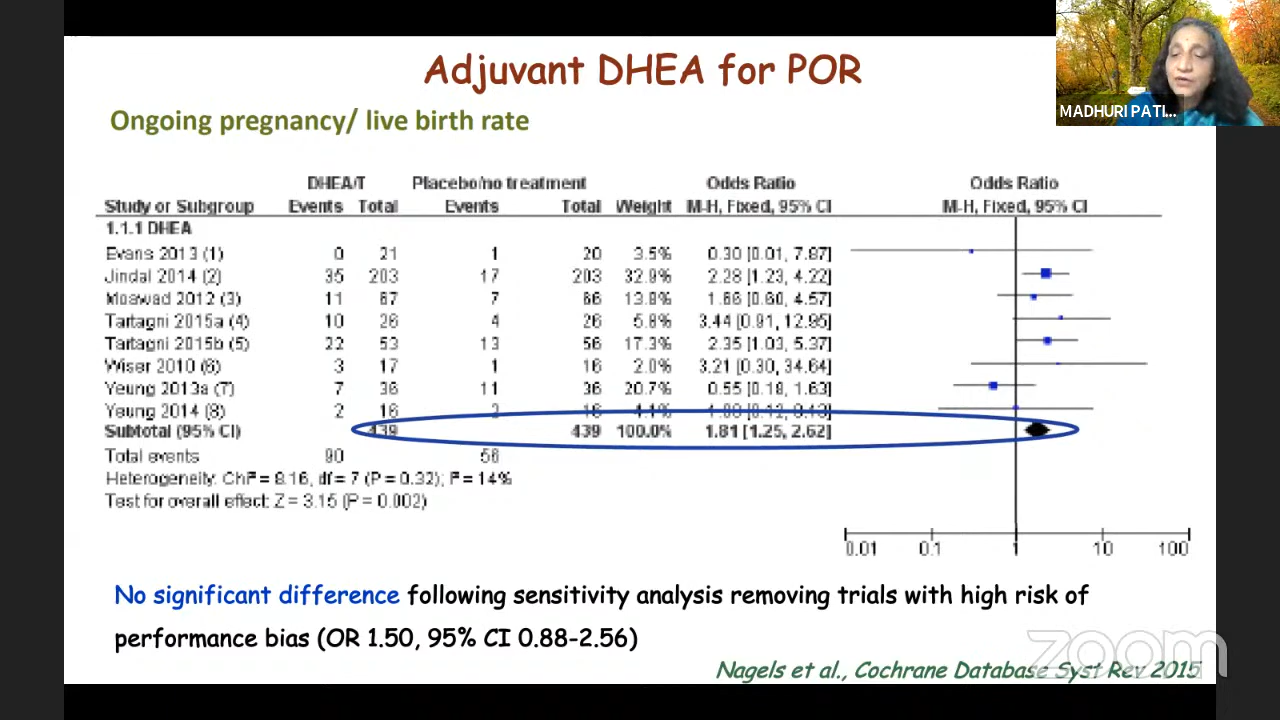 Adjuvant DHEA for POR
MADHURI PATI...
Ongoing pregnancy/ live birth rate
DHEA/T Placebo/no treatment Odds Ratio Odds Ratio
Study or Subgroup Events Total Events Total Weight M-H, Fixed, 95% CI M-H, Fixed, 95% CI
1.1.1 DHEA
Evans 2013 (1) 0 21 1 20 3.5% 0.30 [0.01, 7.87]
Jindal 2014 (2) 35 203 17 203 32.9% 2.28 [1.23, 4.22]
Moawad 2012 (3) 11 67 7 66 13.8% 1.66 [0.60, 4.57]
Tartagni 2015a (4) 10 26 4 26 5.8% 3.44 [0.91, 12.95]
Tartagni 2015b (5) 22 53 13 56 17.3% 2.35 [1.03, 5.37]
Wiser 2010 (6) 3 17 1 16 2.0% 3.21 [0.30, 34.64]
Yeung 2013a (7) 7 36 11 36 20.7% 0.55 [0.18, 1.63]
Yeung 2014 (8) 2 16 2 16
Subtotal (95% CI) 439 439 100.0% 1.81 [1.25, 2.62]
Total events 90 56
Heterogeneity: Chi² = 8.16, df = 7 (P = 0.32); I² = 14%
Test for overall effect: Z = 3.15 (P = 0.002)
0.01 0.1 1 10 100
No significant difference following sensitivity analysis removing trials with high risk of
performance bias (OR 1.50, 95% CI 0.88-2.56)
zoom
Nagels et al., Cochrane Database Syst Rev 2015